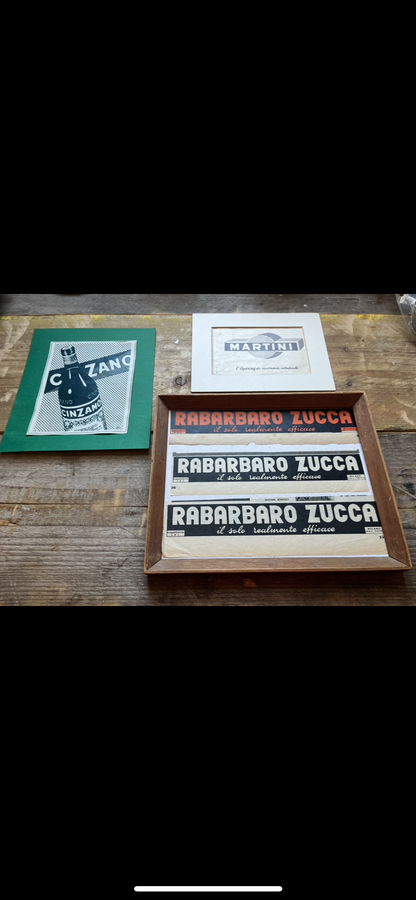 CINZANO
CINZANO
MARTINI
RABARBARO ZUCCA
il solo realmente efficace
RABARBARO ZUCCA
il solo realmente efficace
RABARBARO ZUCCA
il solo realmente efficace